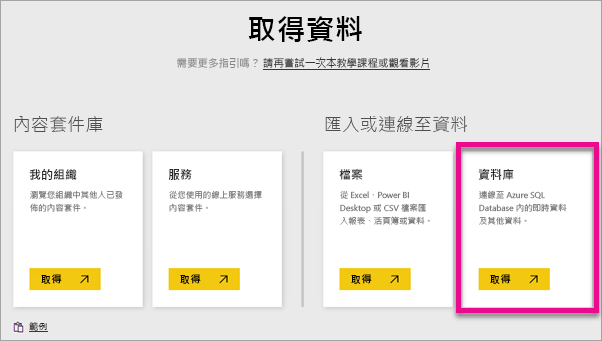 取得資料
需要更多指引嗎？ 請再嘗試一次本教學課程或觀看影片
內容套件庫
匯入或連線至資料
我的組織
瀏覽您組織中其他人已發
佈的內容套件。
取得
服務
從您使用的線上服務選擇
內容套件。
取得
檔案
從 Excel、Power BI
Desktop 或 CSV 檔案匯
入報表、活頁簿或資料。
取得
資料庫
連線至 Azure SQL
Database 內的即時資料
及其他資料。
取得
範例